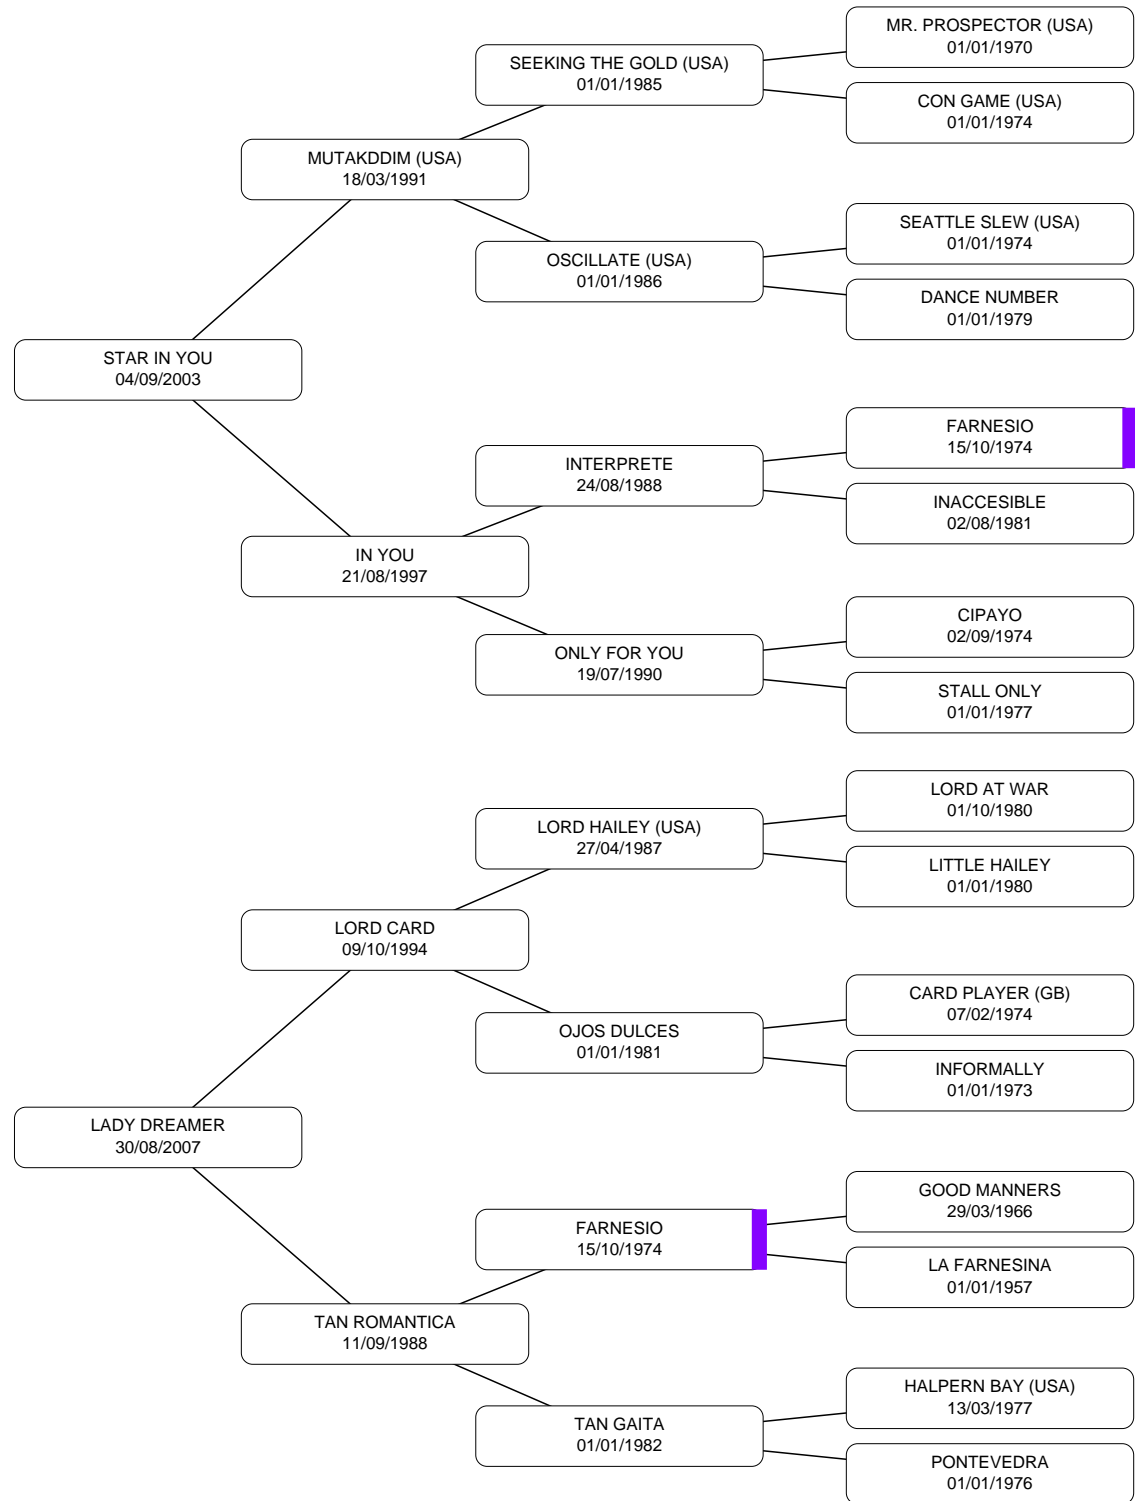 MR. PROSPECTOR (USA)
01/01/1970
SEEKING THE GOLD (USA)
01/01/1985
CON GAME (USA)
01/01/1974
MUTAKDDIM (USA)
18/03/1991
SEATTLE SLEW (USA)
01/01/1974
OSCILLATE (USA)
01/01/1986
DANCE NUMBER
01/01/1979
STAR IN YOU
04/09/2003
FARNESIO
15/10/1974
INTERPRETE
24/08/1988
INACCESIBLE
02/08/1981
IN YOU
21/08/1997
CIPAYO
02/09/1974
ONLY FOR YOU
19/07/1990
STALL ONLY
01/01/1977
LORD AT WAR
01/10/1980
LORD HAILEY (USA)
27/04/1987
LITTLE HAILEY
01/01/1980
LORD CARD
09/10/1994
CARD PLAYER (GB)
07/02/1974
OJOS DULCES
01/01/1981
INFORMALLY
01/01/1973
LADY DREAMER
30/08/2007
GOOD MANNERS
29/03/1966
FARNESIO
15/10/1974
LA FARNESINA
01/01/1957
TAN ROMANTICA
11/09/1988
HALPERN BAY (USA)
13/03/1977
TAN GAITA
01/01/1982
PONTEVEDRA
01/01/1976